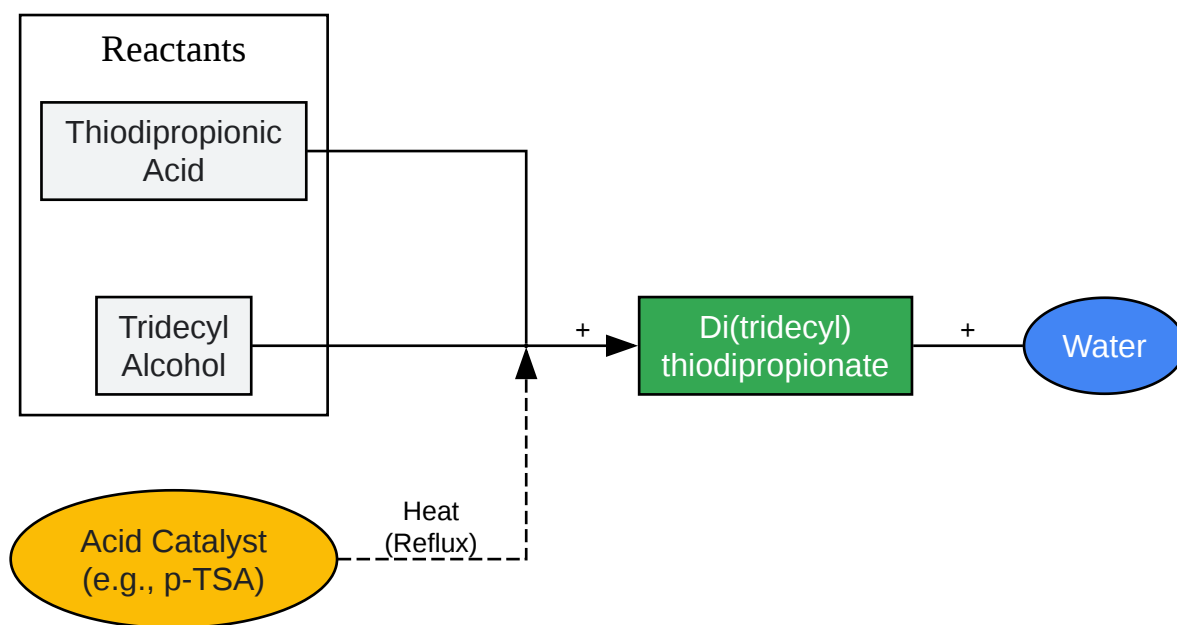 Reactants
Thiodipropionic
Acid
Tridecyl
Alcohol
+
Di(tridecyl)
thiodipropionate
+
Water
Heat
(Reflux)
Acid Catalyst
(e.g., p-TSA)